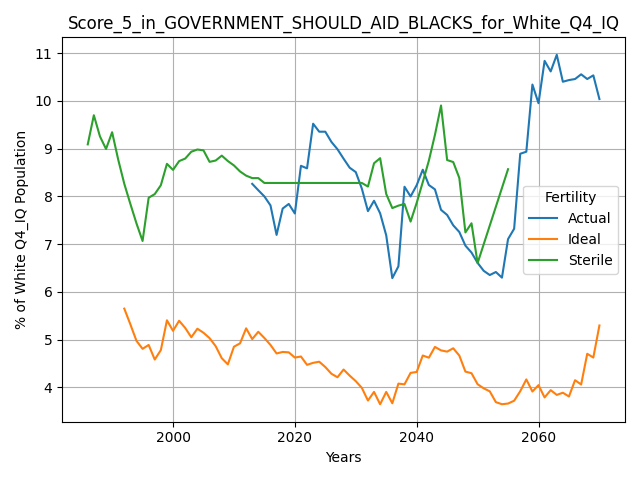 Score_5_in_GOVERNMENT_SHOULD_AID_BLACKS_for_White_Q4_IQ
% of White Q4_IQ Population
11
10
9
8
7
6
5
4
Fertility
Actual
Ideal
Sterile
2000 2020 2040 2060
Years